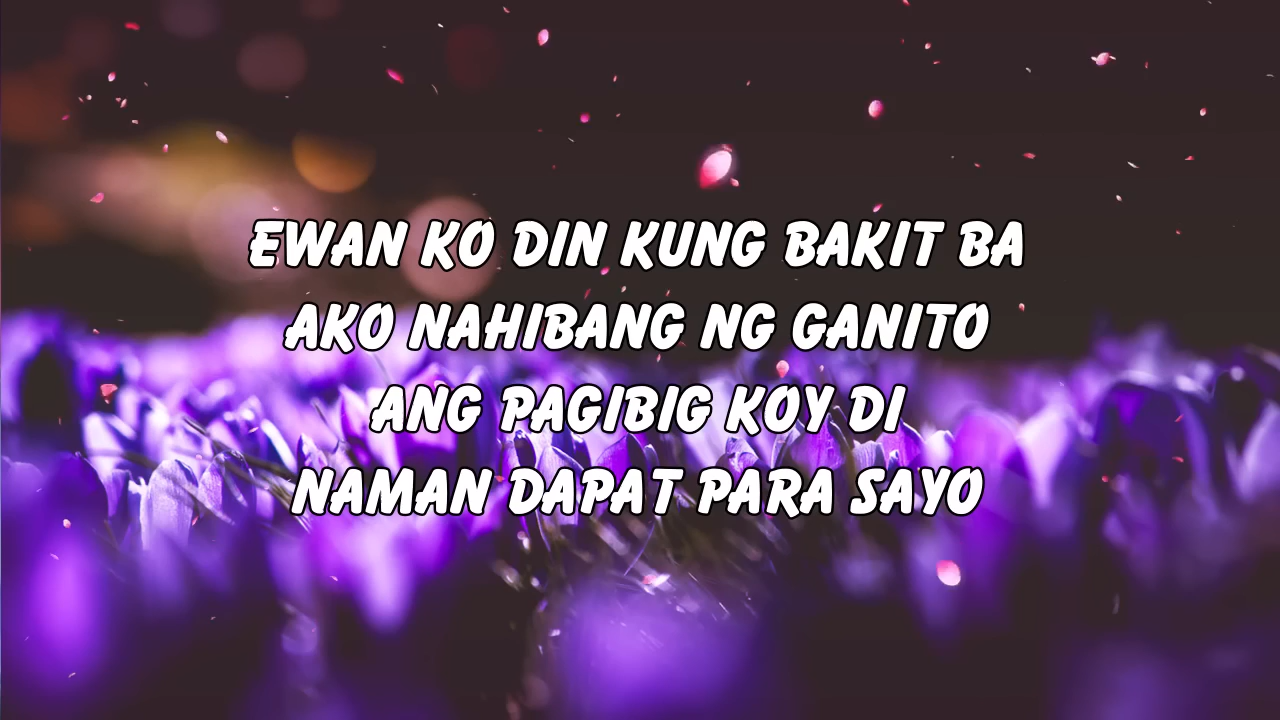 EWAN KO DIN KUNG BAKIT BA
AKO NAHIBANG NG GANITO
ANG PAGIBIG KOY DI
NAMAN DAPAT PARA SAYO